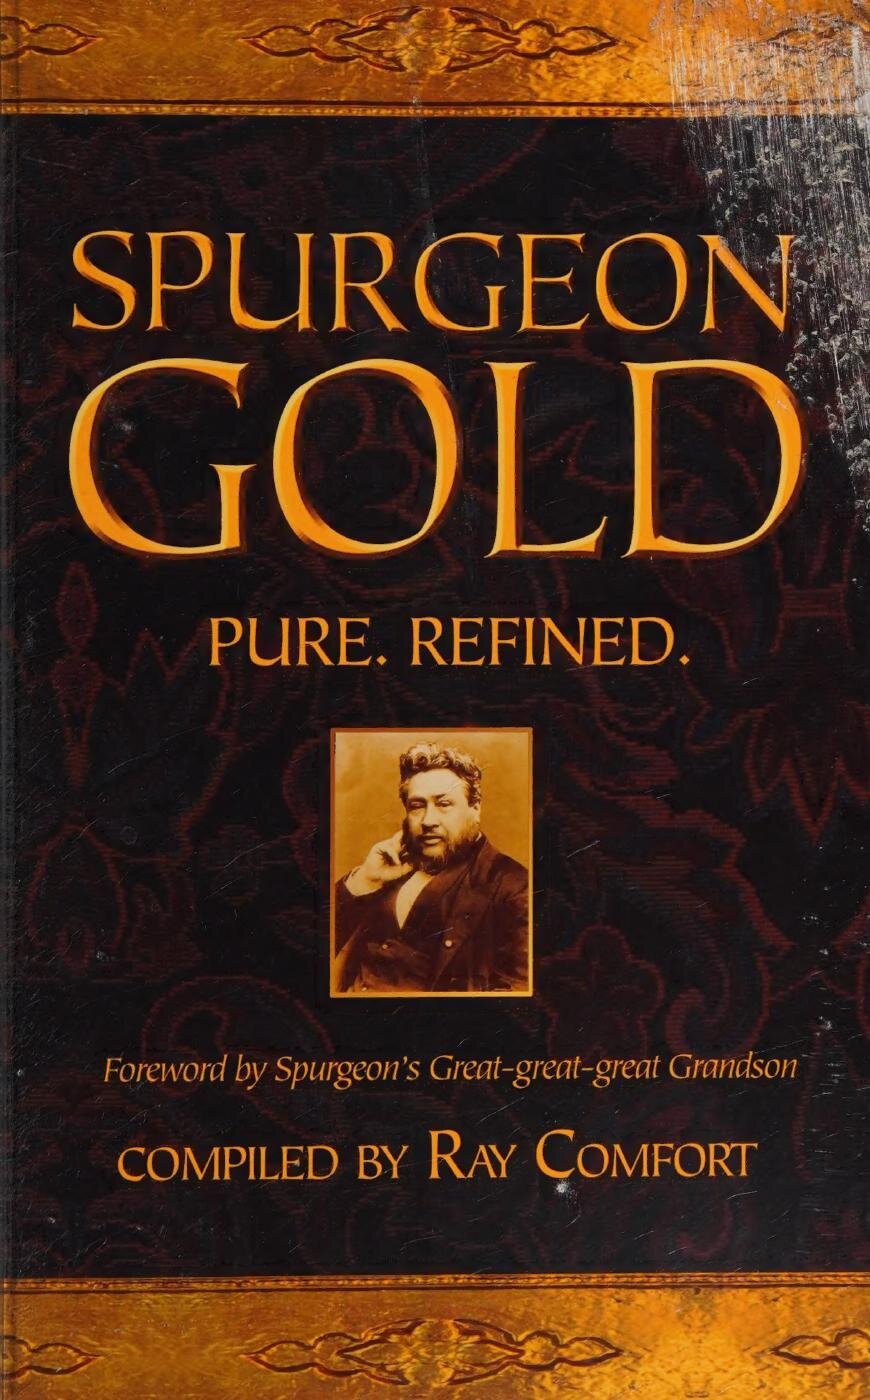 SPURGEON
GOLD
PURE. REFINED.
Foreword by Spurgeon's Great-great-great Grandson
COMPILED BY RAY COMFORT